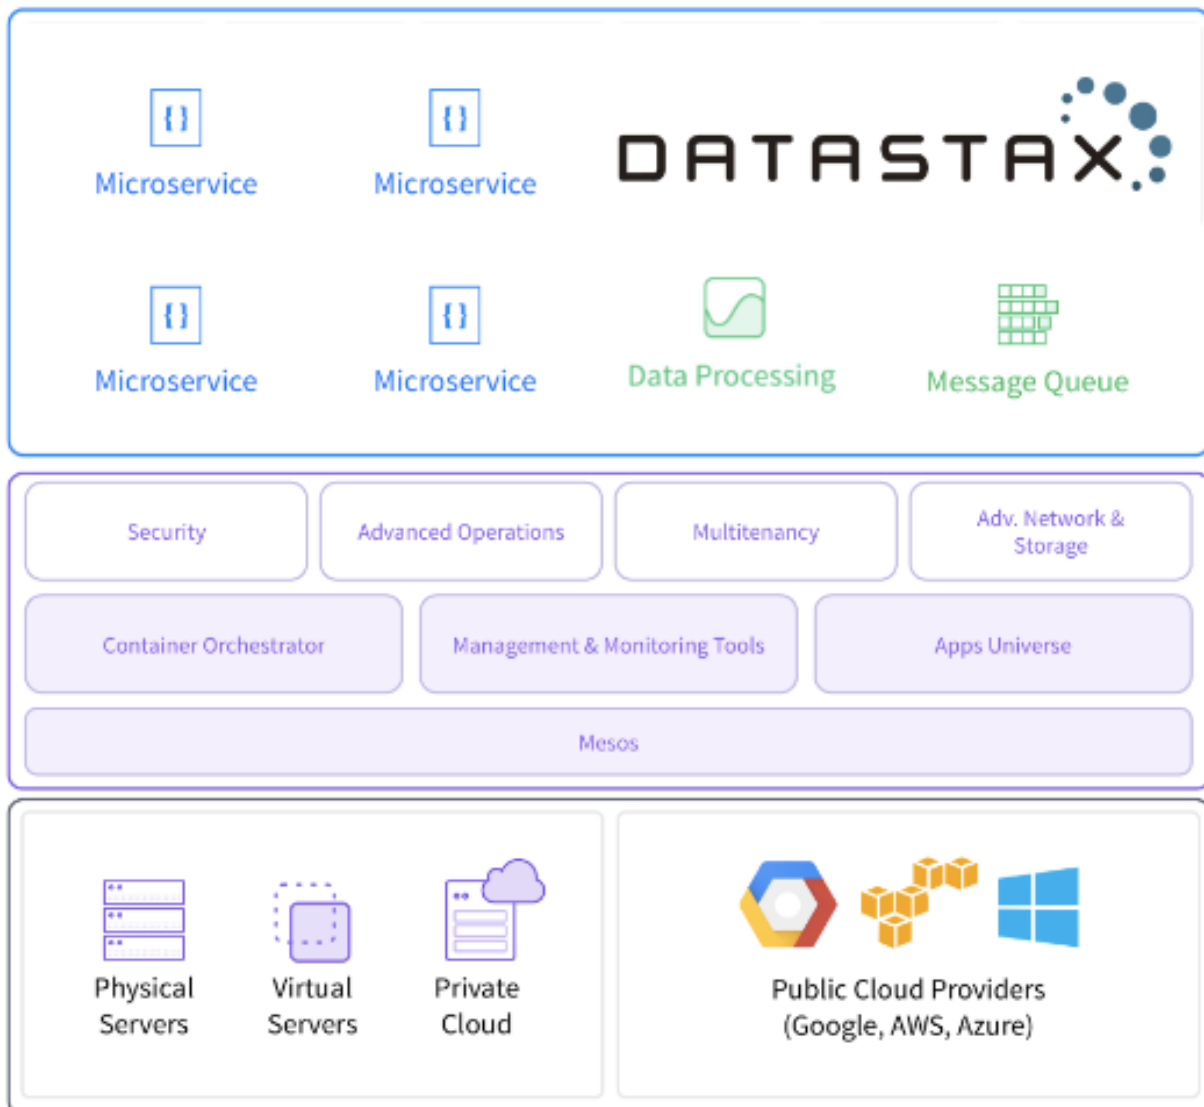 { }
Microservice
{ }
Microservice
DATASTAX
{ }
Microservice
{ }
Microservice
Data Processing
Message Queue
Security
Advanced Operations
Multitenancy
Adv. Network &
Storage
Container Orchestrator
Management & Monitoring Tools
Apps Universe
Mesos
Physical
Servers
Virtual
Servers
Private
Cloud
Public Cloud Providers
(Google, AWS, Azure)